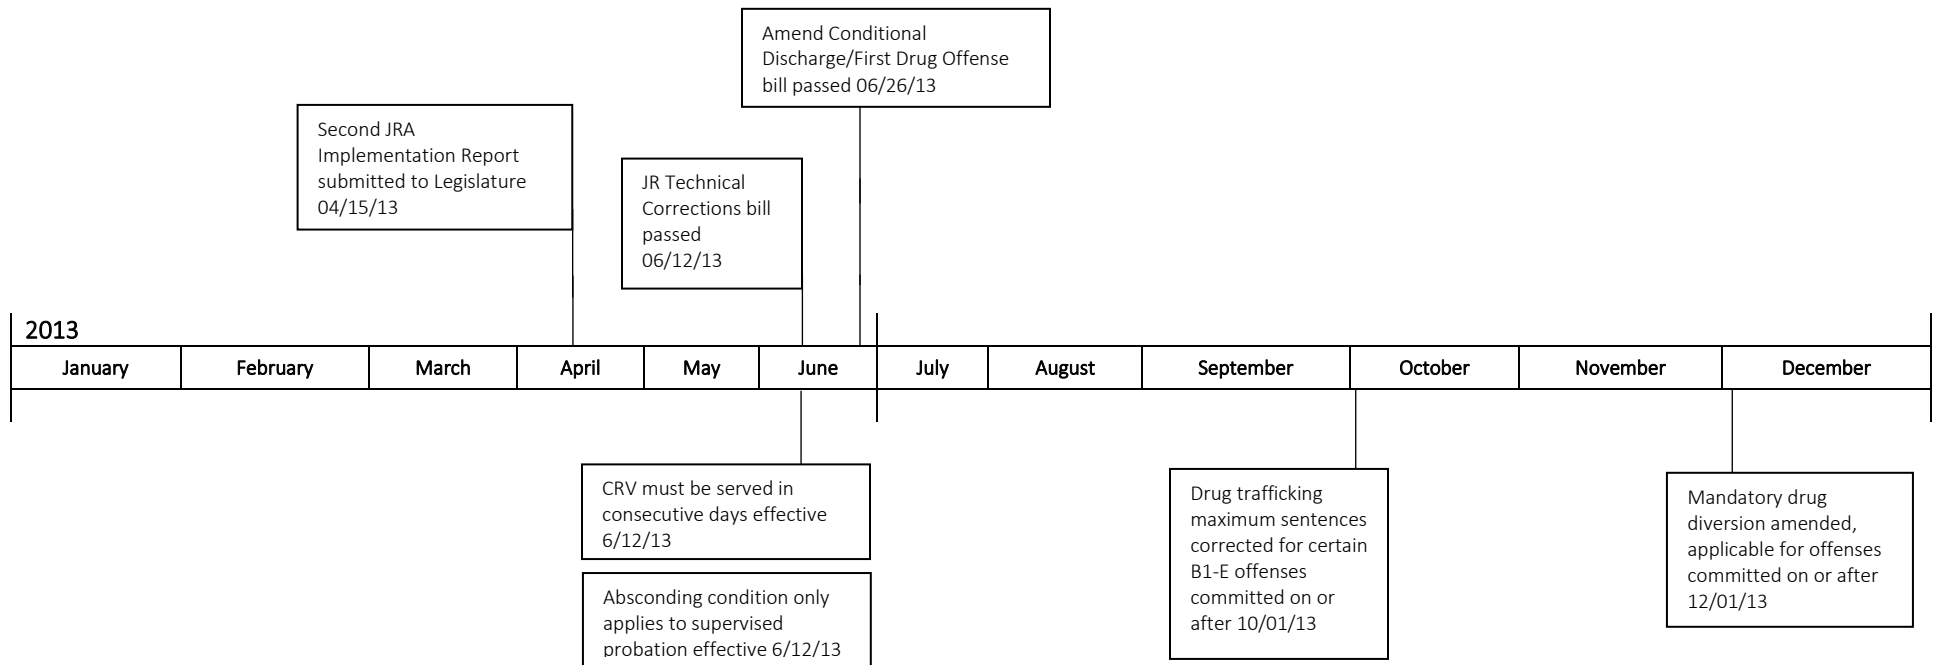 Amend Conditional
Discharge/First Drug Offense
bill passed 06/26/13
Second JRA
Implementation Report
submitted to Legislature
04/15/13
JR Technical
Corrections bill
passed
06/12/13
2013
January
February
March
April
May
June
July
August
September
October
November
December
CRV must be served in
consecutive days effective
6/12/13
Absconding condition only
applies to supervised
probation effective 6/12/13
Drug trafficking
maximum sentences
corrected for certain
B1-E offenses
committed on or
after 10/01/13
Mandatory drug
diversion amended,
applicable for offenses
committed on or after
12/01/13